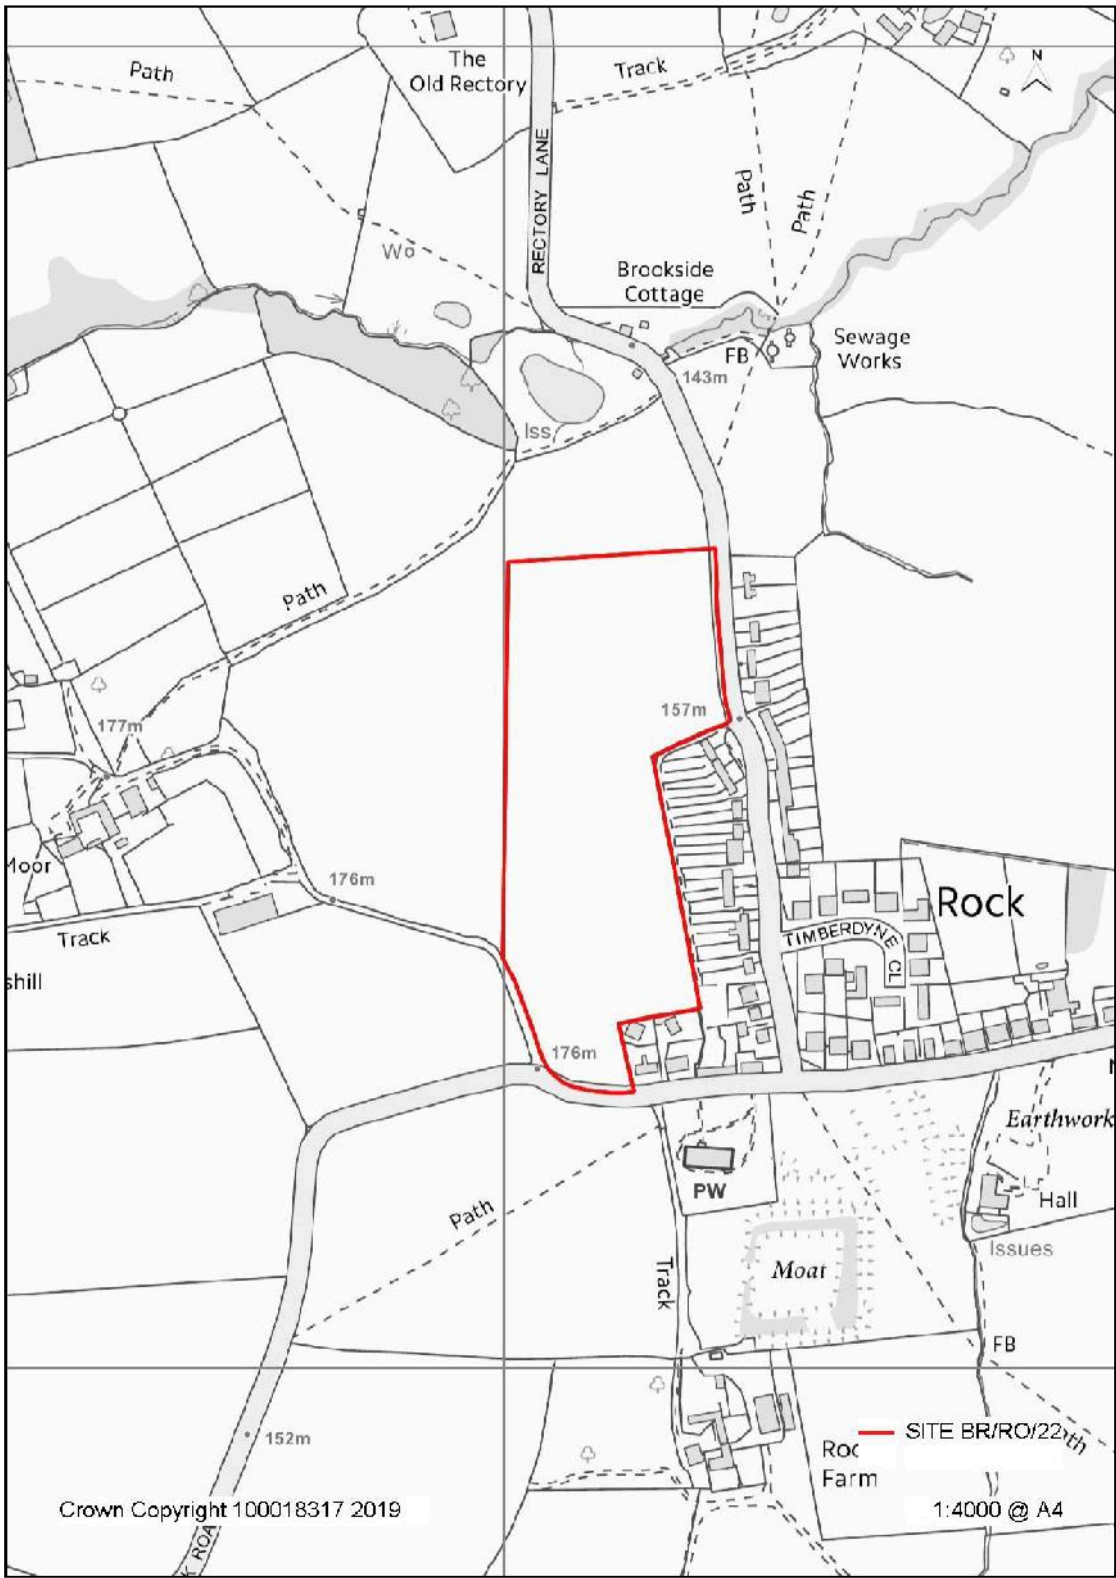 N
The
Old Rectory
Track
Path
RECTORY LANE
Path
Path
Wo
Brookside
Cottage
Sewage
Works
FB
143m
Iss
Path
157m
177m
Moor
176m
Rock
TIMBERDYNE CL
Track
shill
176m
Earthwork
PW
Hall
Path
Issues
Moat
Track
FB
152m
SITE BR/RO/22
Roc
Farm
Crown Copyright 100018317 2019
1:4000 @ A4